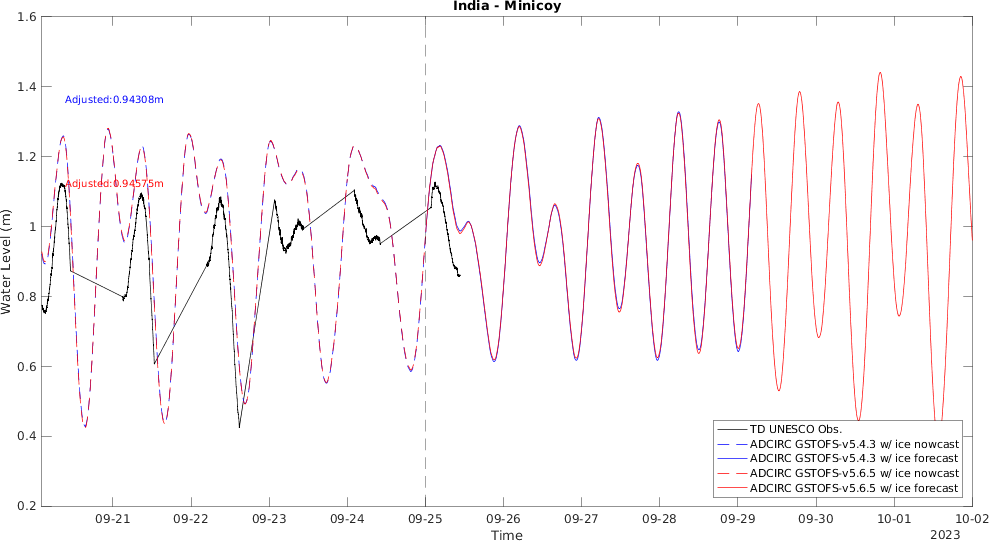 India - Minicoy
1.6
1.4
1.2
1
0.8
0.6
0.4
0.2
Water Level (m)
Adjusted:0.94308m
Adjusted:0.94575m
TD UNESCO Obs.
ADCIRC GSTOFS-v5.4.3 w/ ice nowcast
ADCIRC GSTOFS-v5.4.3 w/ ice forecast
ADCIRC GSTOFS-v5.6.5 w/ ice nowcast
ADCIRC GSTOFS-v5.6.5 w/ ice forecast
09-21 09-22 09-23 09-24 09-25 09-26 09-27 09-28 09-29 09-30 10-01 10-02
Time
2023